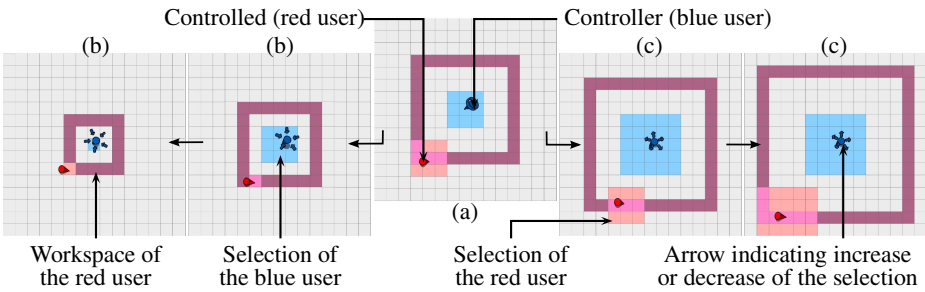 Controlled (red user)
Controller (blue user)
(b)
(b)
(c)
(c)
(a)
Workspace of
the red user
Selection of
the blue user
Selection of
the red user
Arrow indicating increase
or decrease of the selection